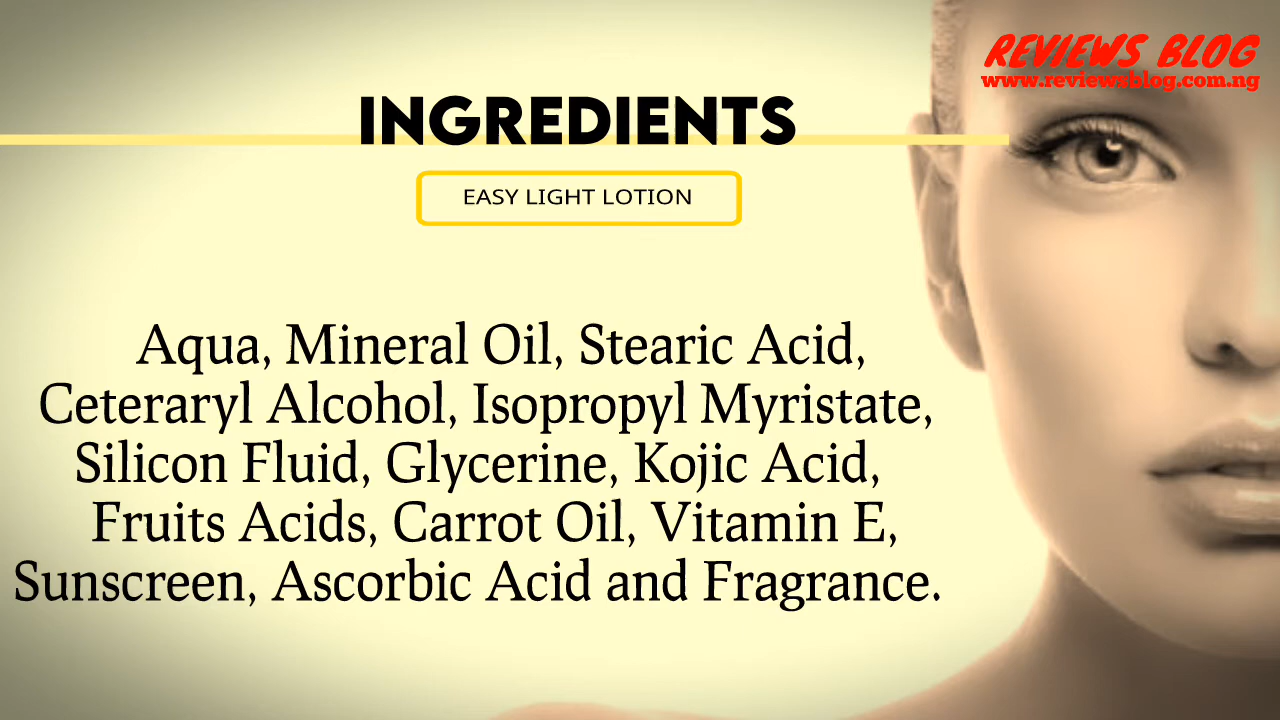 REVIEWS BLOG
www.reviewsblog.com.ng
INGREDIENTS
EASY LIGHT LOTION
Aqua, Mineral Oil, Stearic Acid,
Ceteraryl Alcohol, Isopropyl Myristate,
Silicon Fluid, Glycerine, Kojic Acid,
Fruits Acids, Carrot Oil, Vitamin E,
Sunscreen, Ascorbic Acid and Fragrance.